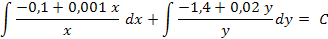 ∫ (-0,1 + 0,001 x)/x dx + ∫ (-1,4 + 0,02 y)/y dy = C